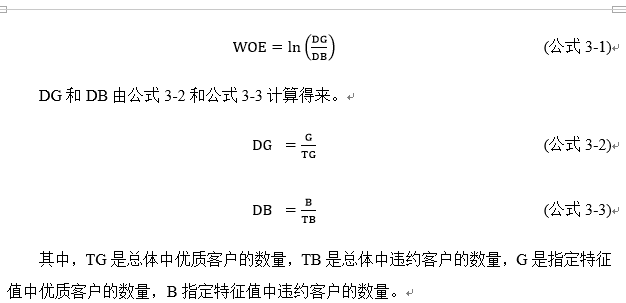 WOE = ln(DG/DB) (公式 3-1)
DG 和 DB 由公式 3-2 和公式 3-3 计算得来。
DG = G/TG (公式 3-2)
DB = B/TB (公式 3-3)
其中，TG 是总体中优质客户的数量，TB 是总体中违约客户的数量，G 是指定特征
值中优质客户的数量，B 指定特征值中违约客户的数量。